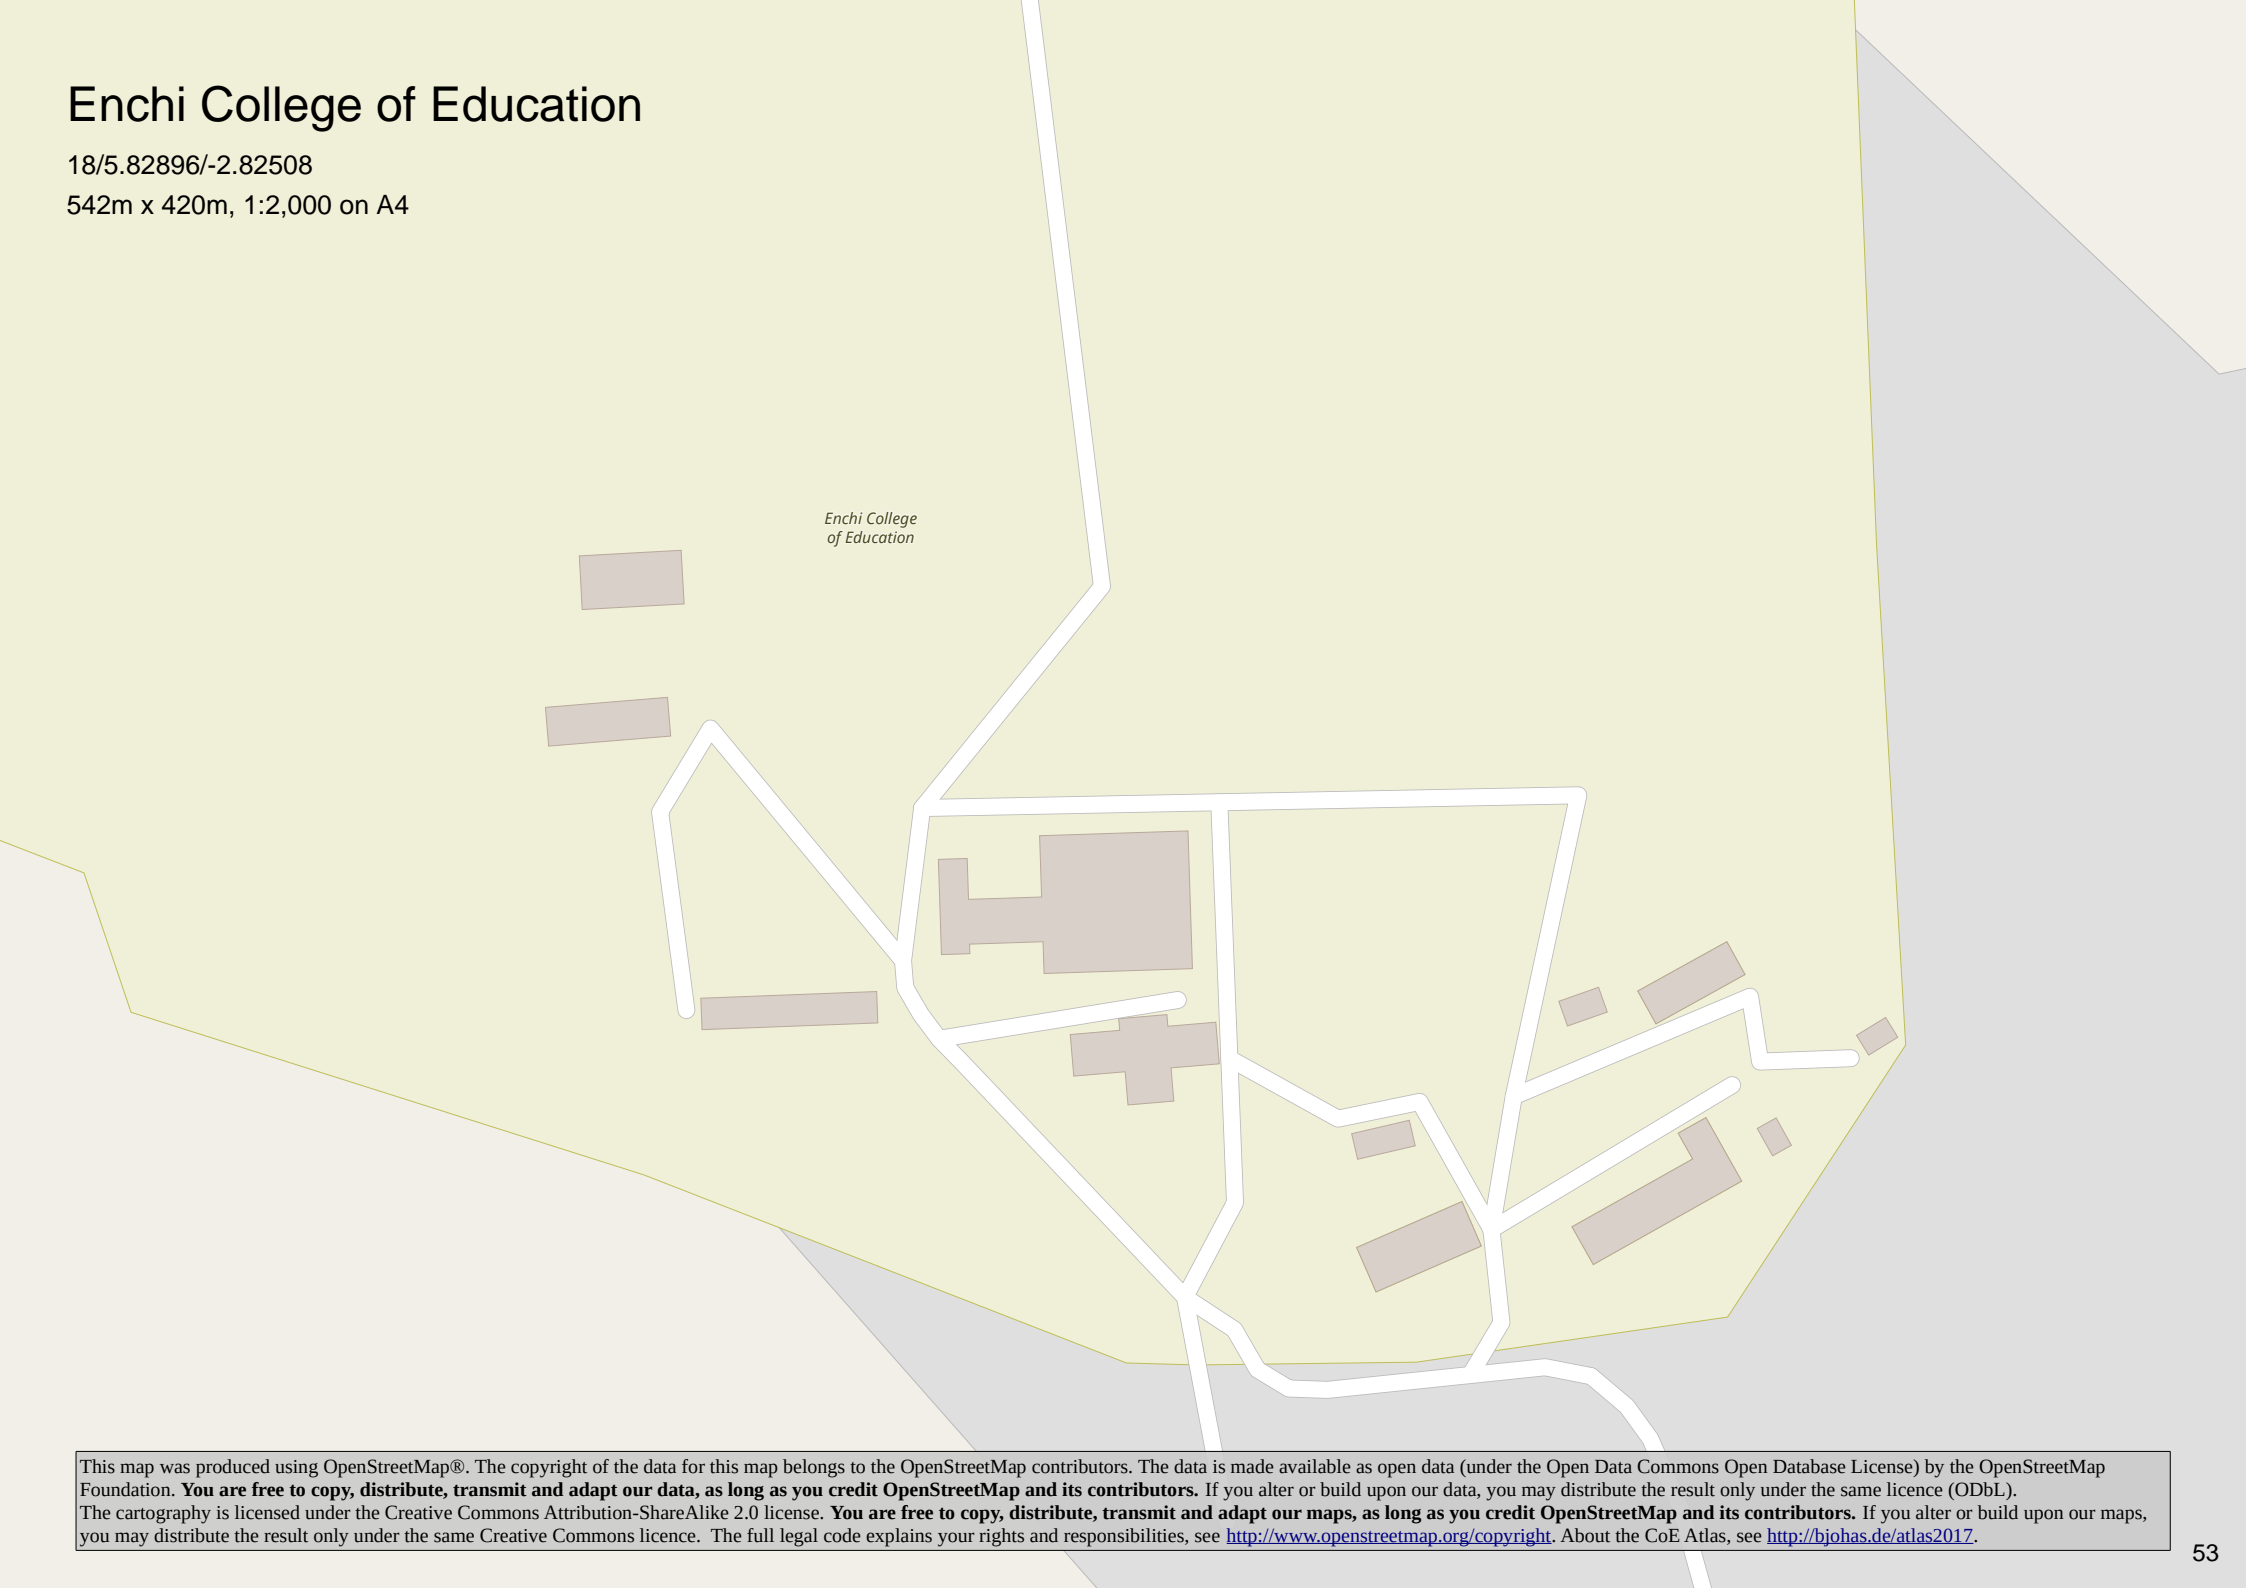 Enchi College of Education
18/5.82896/-2.82508
542m x 420m, 1:2,000 on A4
Enchi College
of Education
This map was produced using OpenStreetMap®. The copyright of the data for this map belongs to the OpenStreetMap contributors. The data is made available as open data (under the Open Data Commons Open Database License) by the OpenStreetMap
Foundation. You are free to copy, distribute, transmit and adapt our data, as long as you credit OpenStreetMap and its contributors. If you alter or build upon our data, you may distribute the result only under the same licence (ODbL).
The cartography is licensed under the Creative Commons Attribution-ShareAlike 2.0 license. You are free to copy, distribute, transmit and adapt our maps, as long as you credit OpenStreetMap and its contributors. If you alter or build upon our maps,
you may distribute the result only under the same Creative Commons licence. The full legal code explains your rights and responsibilities, see http://www.openstreetmap.org/copyright. About the CoE Atlas, see http://bjohas.de/atlas2017.
53